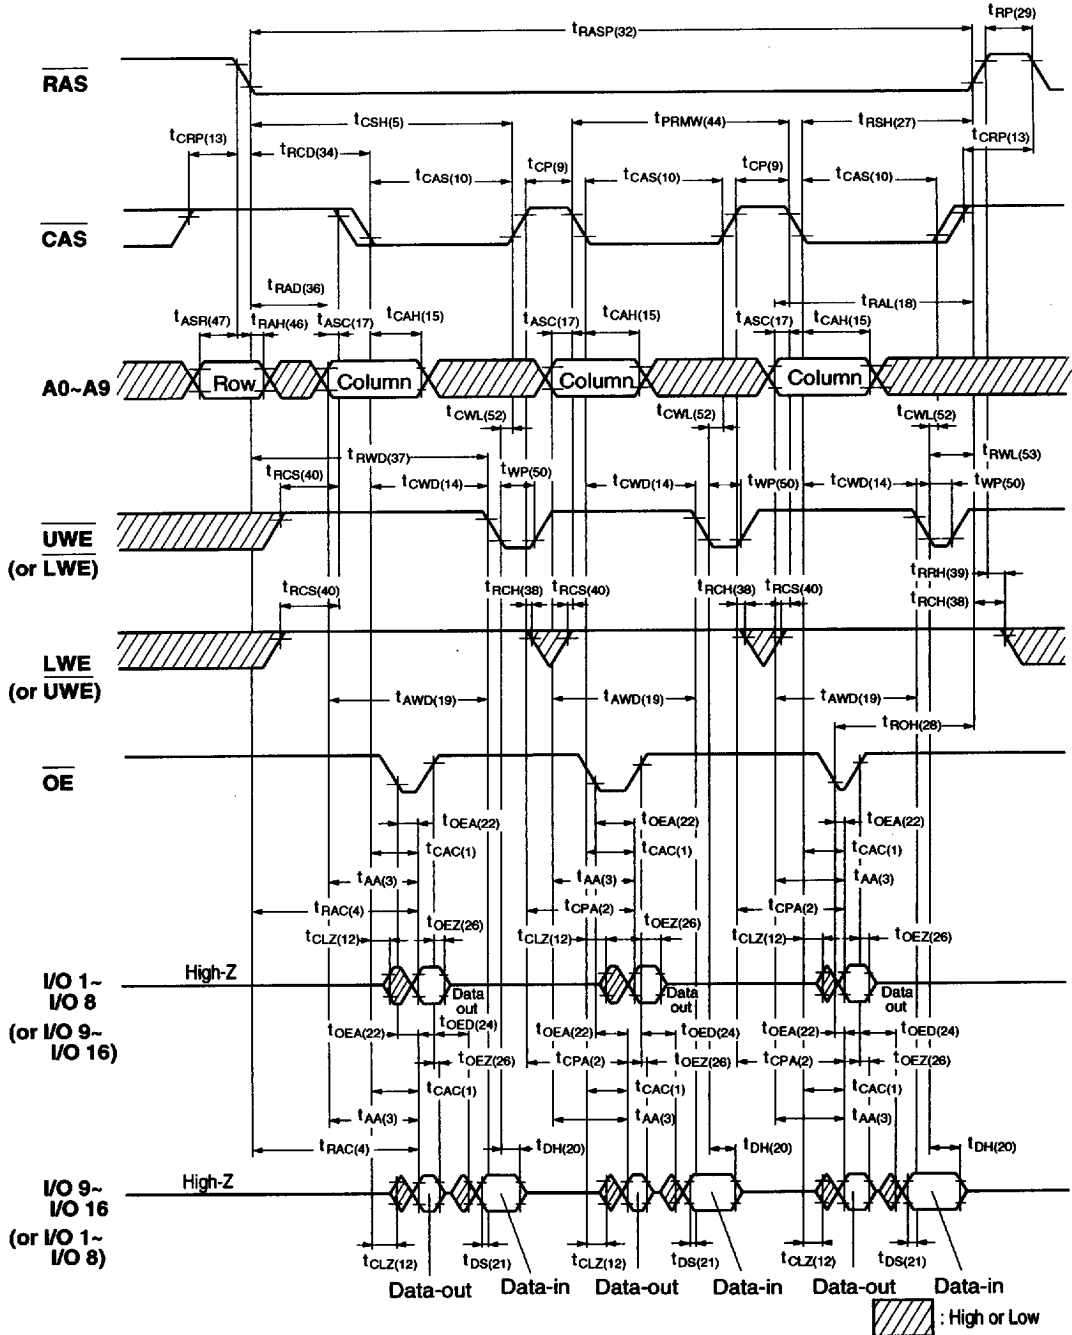 tRP(29)
tRASP(32)
RAS
tCSH(5) tPRMW(44) tRSH(27)
tCRP(13) tRCD(34) tCP(9) tCP(9) tCRP(13)
tCAS(10) tCAS(10) tCAS(10)
CAS
tRAD(36) tRAL(18)
tASR(47) tRAH(46) tASC(17) tCAH(15) tASC(17) tCAH(15) tASC(17) tCAH(15)
A0~A9 Row Column Column Column
tCWL(52) tCWL(52) tCWL(52)
tRWD(37) tRWL(53)
tRCS(40) tCWD(14) tWP(50) tCWD(14) tWP(50) tCWD(14) tWP(50)
UWE
(or LWE)
tRRH(39)
tRCS(40) tRCH(38) tRCS(40) tRCH(38) tRCS(40) tRCH(38)
LWE
(or UWE)
tAWD(19) tAWD(19) tAWD(19)
tROH(28)
OE
tOEA(22) tOEA(22) tOEA(22)
tCAC(1) tCAC(1) tCAC(1)
tAA(3) tAA(3) tAA(3)
tRAC(4) tCPA(2) tCPA(2)
tOEZ(26) tOEZ(26) tOEZ(26)
tCLZ(12) tCLZ(12) tCLZ(12)
High-Z
I/O 1~
I/O 8
Data out Data out Data out
(or I/O 9~
I/O 16)
tOEA(22) tOED(24) tOEA(22) tOED(24) tOEA(22) tOED(24)
tOEZ(26) tCPA(2) tOEZ(26) tCPA(2) tOEZ(26)
tCAC(1) tCAC(1) tCAC(1)
tAA(3) tAA(3) tAA(3)
tRAC(4) tDH(20) tDH(20) tDH(20)
High-Z
I/O 9~
I/O 16
(or I/O 1~
I/O 8)
tCLZ(12) tDS(21) tCLZ(12) tDS(21) tCLZ(12) tDS(21)
Data-out Data-in Data-out Data-in Data-out Data-in
: High or Low